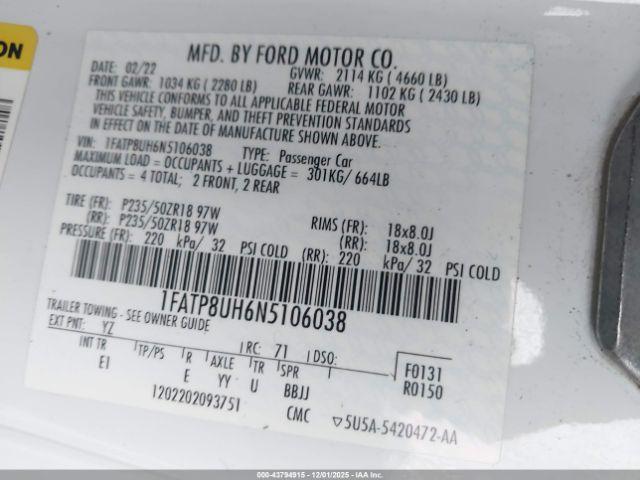 ON
MFD. BY FORD MOTOR CO.
DATE: 02/22 GVWR: 2114 KG ( 4660 LB)
FRONT GAWR: 1034 KG ( 2280 LB) REAR GAWR: 1102 KG ( 2430 LB)
THIS VEHICLE CONFORMS TO ALL APPLICABLE FEDERAL MOTOR
VEHICLE SAFETY, BUMPER, AND THEFT PREVENTION STANDARDS
IN EFFECT ON THE DATE OF MANUFACTURE SHOWN ABOVE.
VIN: 1FATP8UH6N5106038 TYPE: Passenger Car
MAXIMUM LOAD = OCCUPANTS + LUGGAGE = 301KG/ 664LB
OCCUPANTS = 4 TOTAL; 2 FRONT, 2 REAR
TIRE (FR): P235/50ZR18 97W RIMS (FR): 18x8.0J
(RR): P235/50ZR18 97W (RR): 18x8.0J
PRESSURE (FR): 220 kPa/ 32 PSI COLD (RR): 220 kPa/ 32 PSI COLD
1FATP8UH6N5106038
TRAILER TOWING - SEE OWNER GUIDE
EXT PNT: YZ RC: 71 DSO: F0131
INT TR TP/PS R AXLE TR SPR R0150
EI E YY U BBJJ
1202202093751 CMC ▽5U5A-5420472-AA
000-43794915 - 12/01/2025 - IAA Inc.